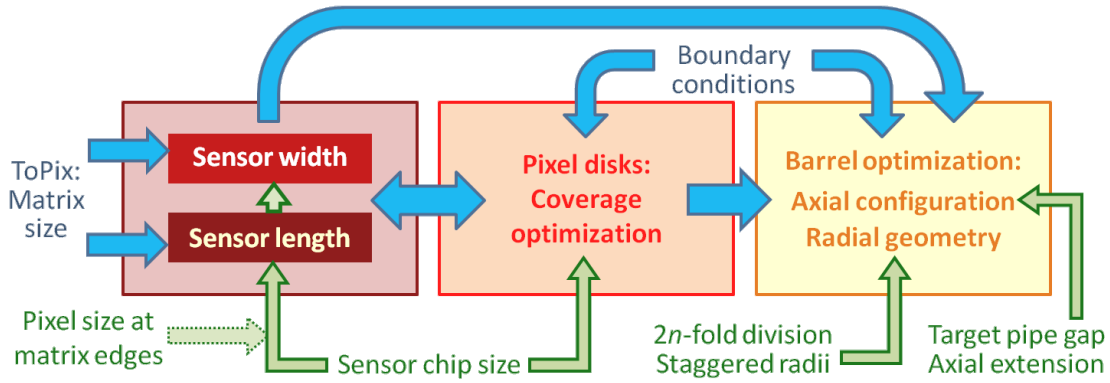 Boundary
conditions
ToPix:
Matrix
size
Sensor width
Sensor length
Pixel disks:
Coverage
optimization
Barrel optimization:
Axial configuration
Radial geometry
Pixel size at
matrix edges
Sensor chip size
2n-fold division
Staggered radii
Target pipe gap
Axial extension